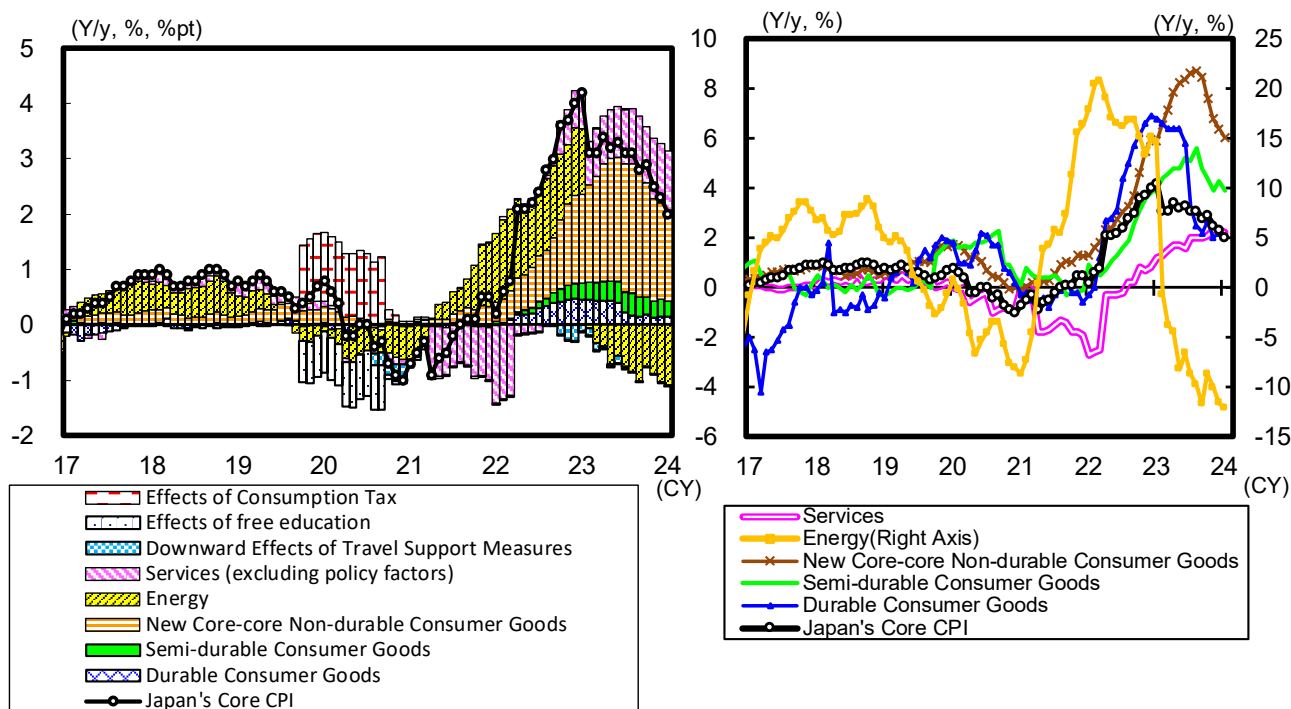 (Y/y, %, %pt)
5
4
3
2
1
0
-1
-2
17 18 19 20 21 22 23 24
(CY)
Effects of Consumption Tax
Effects of free education
Downward Effects of Travel Support Measures
Services (excluding policy factors)
Energy
New Core-core Non-durable Consumer Goods
Semi-durable Consumer Goods
Durable Consumer Goods
Japan's Core CPI
(Y/y, %)
(Y/y, %)
10
8
6
4
2
0
-2
-4
-6
25
20
15
10
5
0
-5
-10
-15
17 18 19 20 21 22 23 24
(CY)
Services
Energy(Right Axis)
New Core-core Non-durable Consumer Goods
Semi-durable Consumer Goods
Durable Consumer Goods
Japan's Core CPI